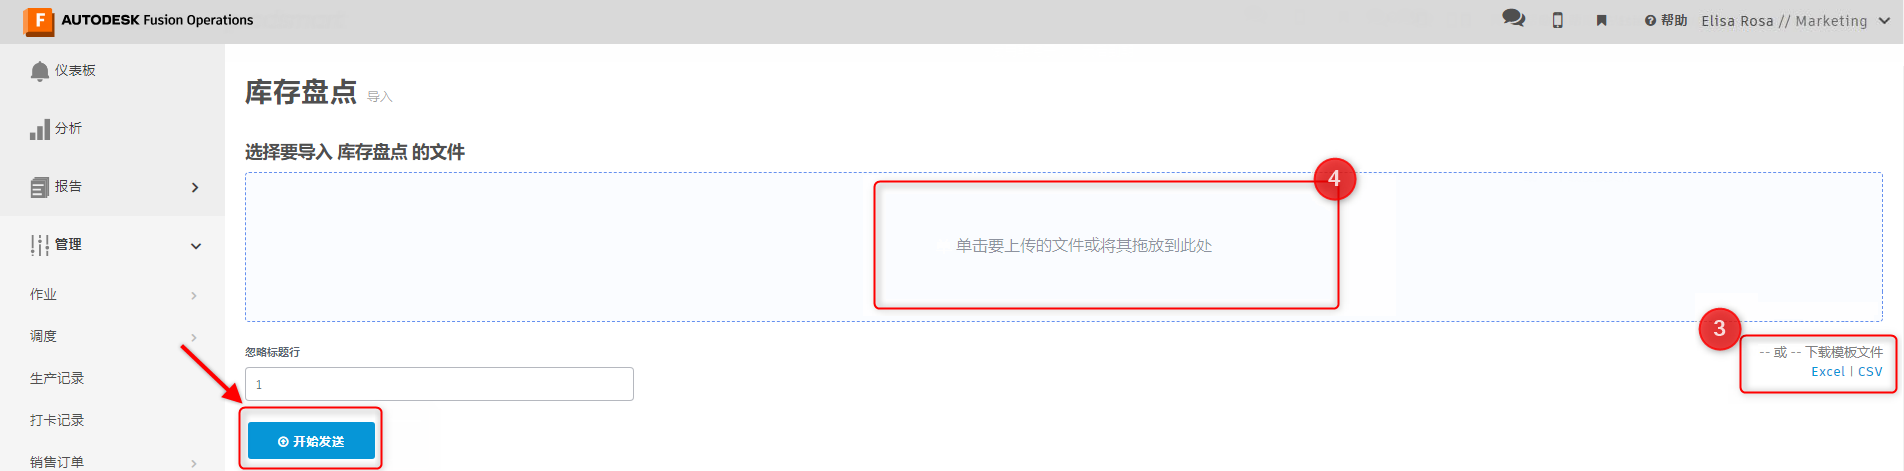 AUTODESK Fusion Operations
帮助
Elisa Rosa // Marketing
仪表板
分析
报告
管理
作业
调度
生产记录
打卡记录
销售订单
库存盘点 导入
选择要导入 库存盘点 的文件
4
单击要上传的文件或将其拖放到此处
3
-- 或 -- 下载模板文件
Excel | CSV
忽略标题行
1
开始发送